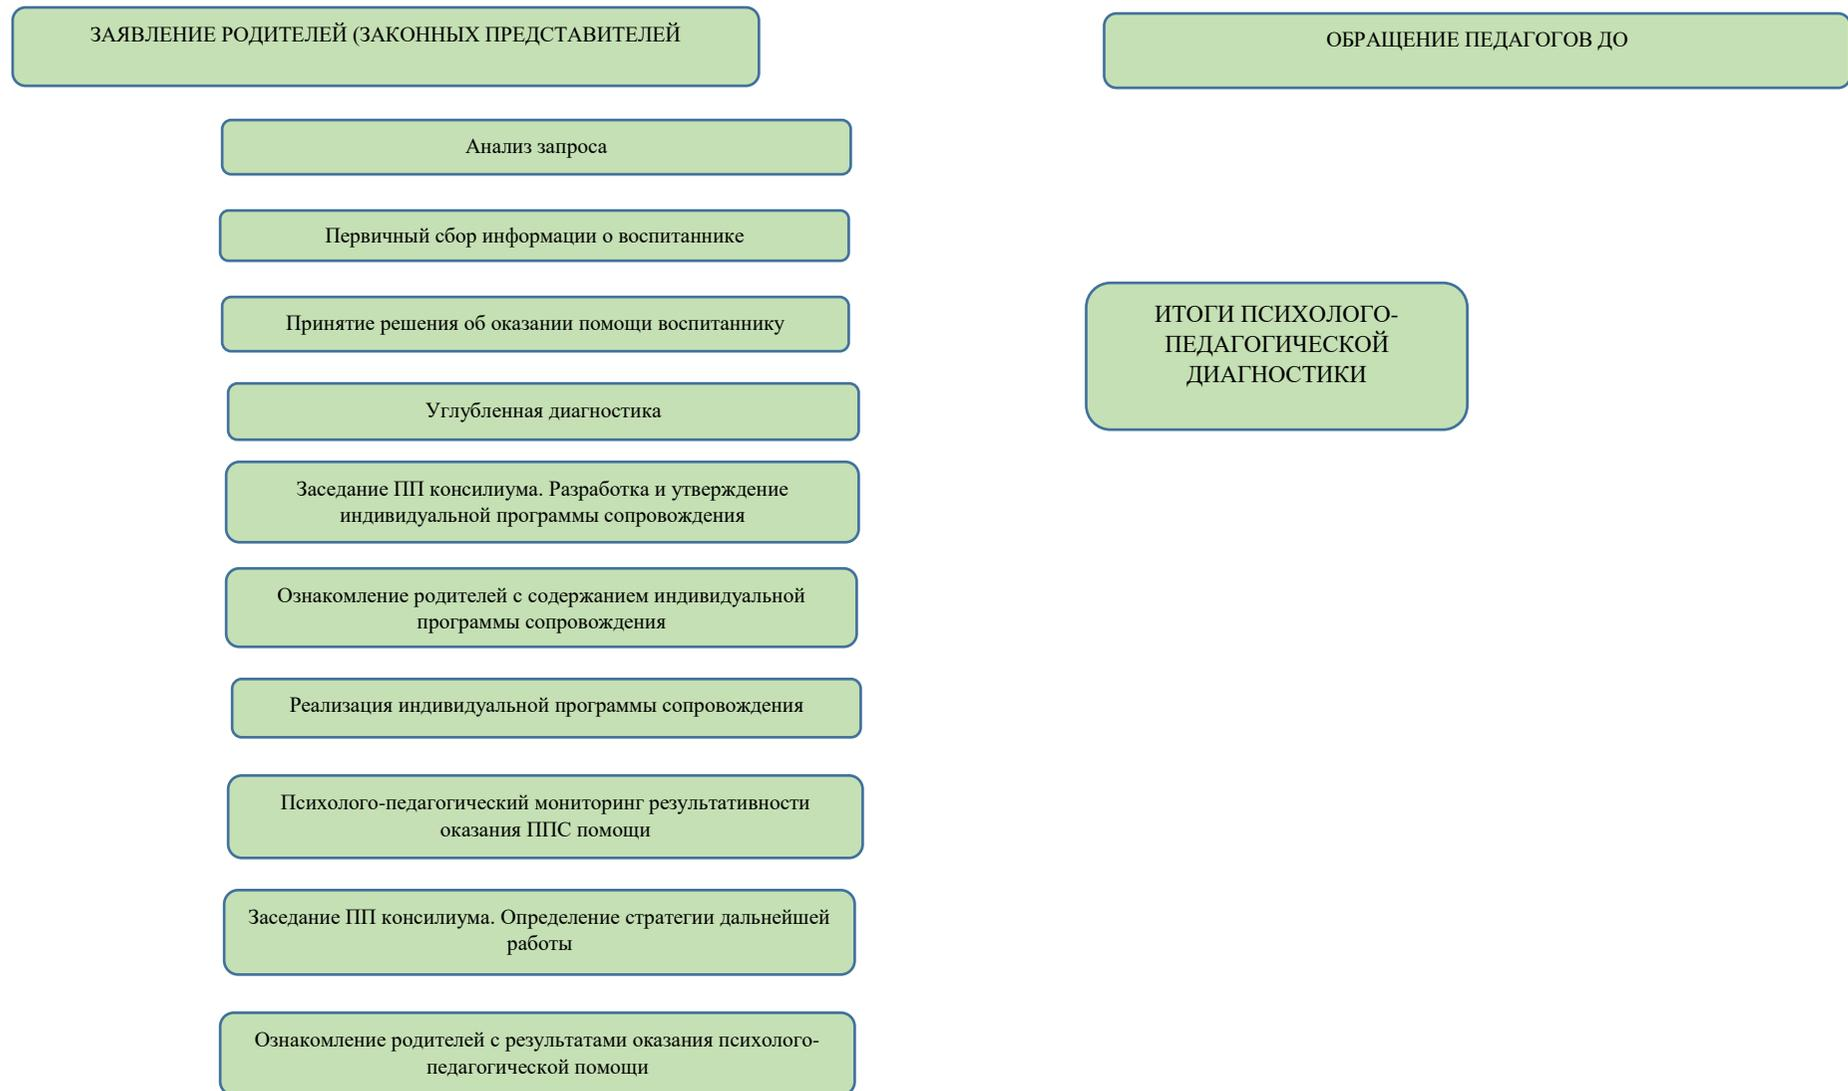 ЗАЯВЛЕНИЕ РОДИТЕЛЕЙ (ЗАКОННЫХ ПРЕДСТАВИТЕЛЕЙ
ОБРАЩЕНИЕ ПЕДАГОГОВ ДО
Анализ запроса
Первичный сбор информации о воспитаннике
Принятие решения об оказании помощи воспитаннику
ИТОГИ ПСИХОЛОГО-
ПЕДАГОГИЧЕСКОЙ
ДИАГНОСТИКИ
Углубленная диагностика
Заседание ПП консилиума. Разработка и утверждение
индивидуальной программы сопровождения
Ознакомление родителей с содержанием индивидуальной
программы сопровождения
Реализация индивидуальной программы сопровождения
Психолого-педагогический мониторинг результативности
оказания ППС помощи
Заседание ПП консилиума. Определение стратегии дальнейшей
работы
Ознакомление родителей с результатами оказания психолого-
педагогической помощи